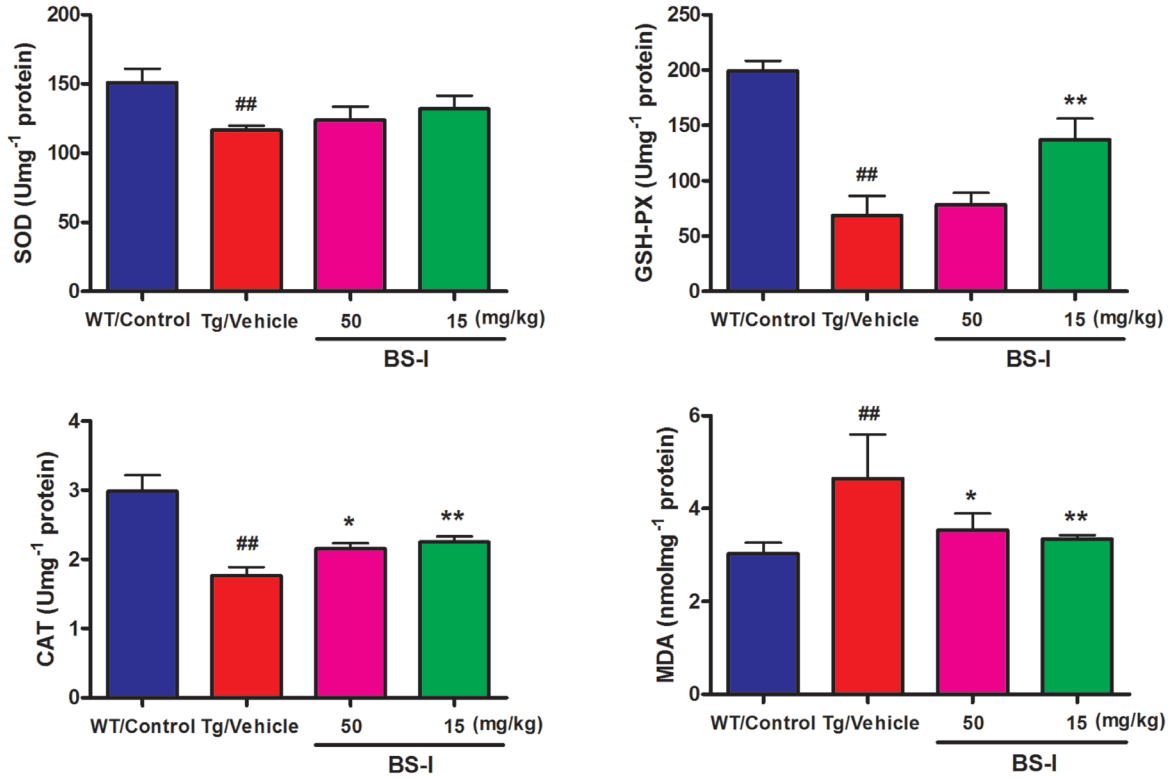 SOD (Umg⁻¹ protein)
200
150
100
50
0
##
WT/Control Tg/Vehicle 50 15 (mg/kg)
BS-I
GSH-PX (Umg⁻¹ protein)
250
200
150
100
50
0
##
**
WT/Control Tg/Vehicle 50 15 (mg/kg)
BS-I
CAT (Umg⁻¹ protein)
4
3
2
1
0
##
*
**
WT/Control Tg/Vehicle 50 15 (mg/kg)
BS-I
MDA (nmolmg⁻¹ protein)
6
4
2
0
##
*
**
WT/Control Tg/Vehicle 50 15 (mg/kg)
BS-I